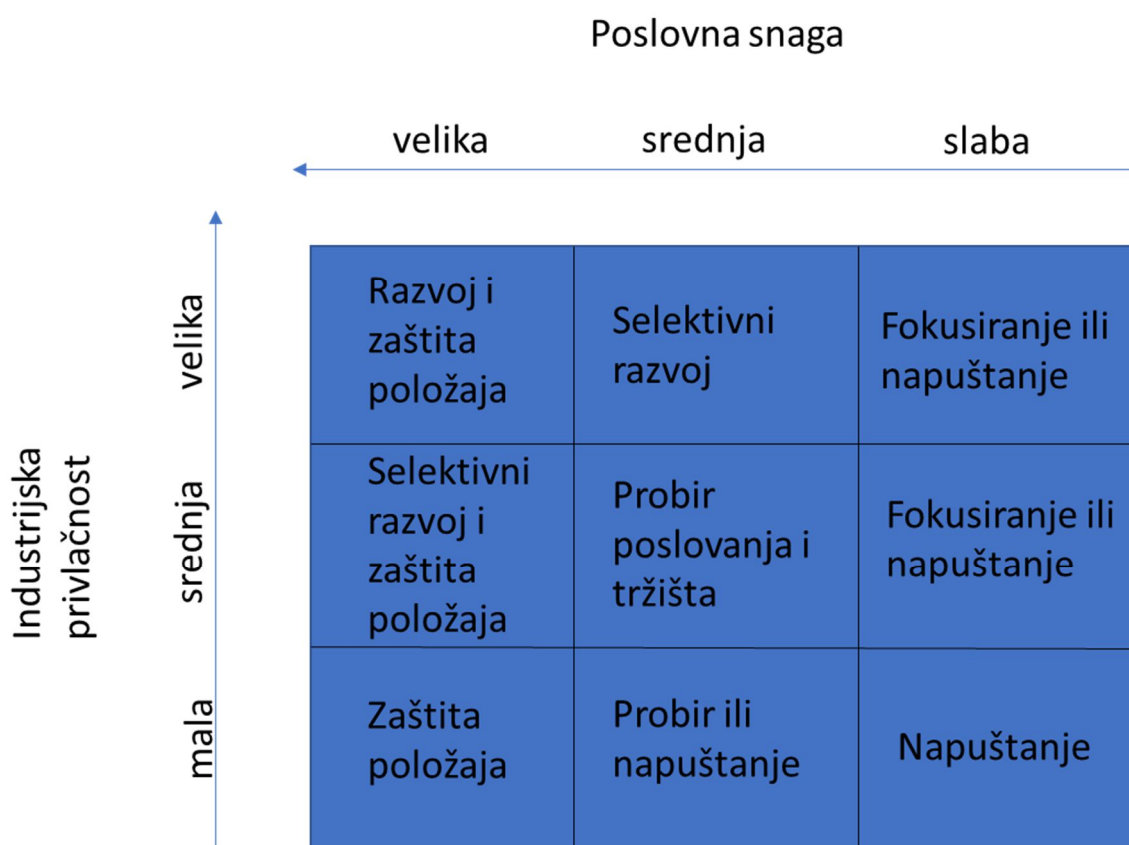 Poslovna snaga
velika
srednja
slaba
Industrijska
privlačnost
velika
srednja
mala
Razvoj i
zaštita
položaja
Selektivni
razvoj
Fokusiranje ili
napuštanje
Selektivni
razvoj i
zaštita
položaja
Probir
poslovanja i
tržišta
Fokusiranje ili
napuštanje
Zaštita
položaja
Probir ili
napuštanje
Napuštanje